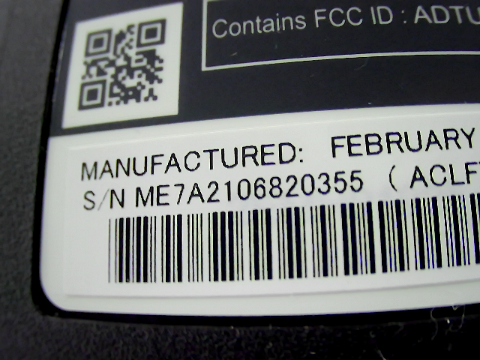 Contains FCC ID : ADTU
MANUFACTURED: FEBRUARY
S/N ME7A2106820355 ( ACLF